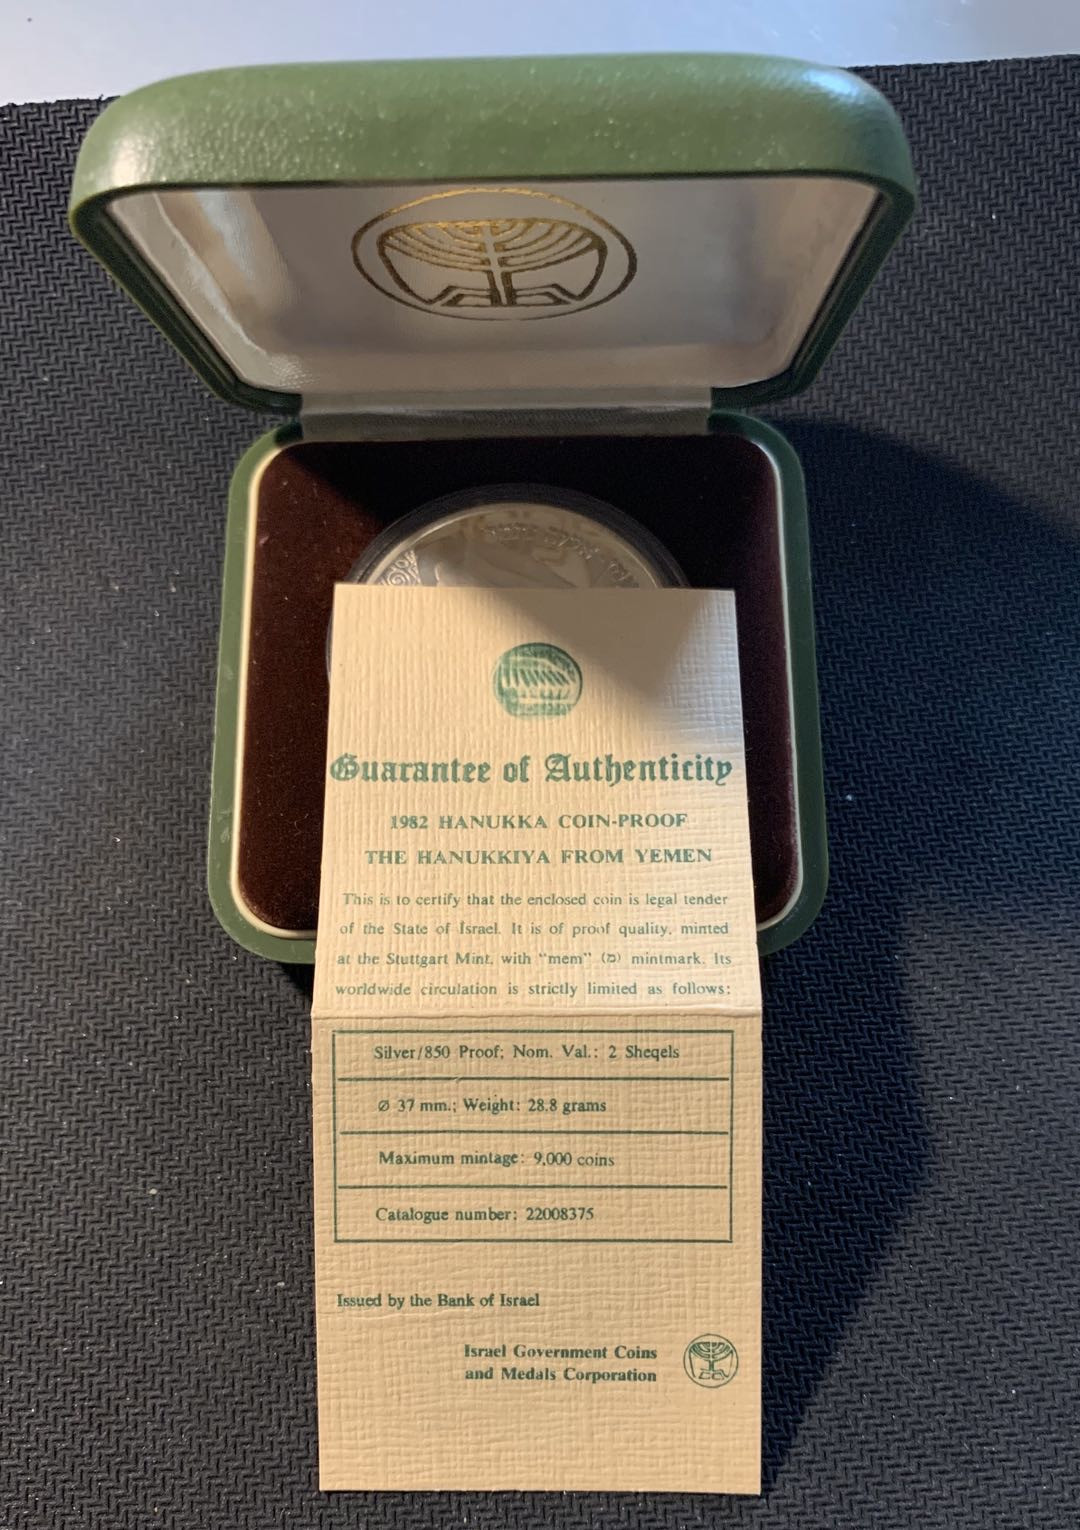 Guarantee of Authenticity
1982 HANUKKA COIN-PROOF
THE HANUKKIYA FROM YEMEN
This is to certify that the enclosed coin is legal tender
of the State of Israel. It is of proof quality, minted
at the Stuttgart Mint, with "mem" (מ) mintmark. Its
worldwide circulation is strictly limited as follows:
Silver/850 Proof; Nom. Val.: 2 Sheqels
Ø 37 mm.; Weight: 28.8 grams
Maximum mintage: 9,000 coins
Catalogue number: 22008375
Issued by the Bank of Israel
Israel Government Coins
and Medals Corporation